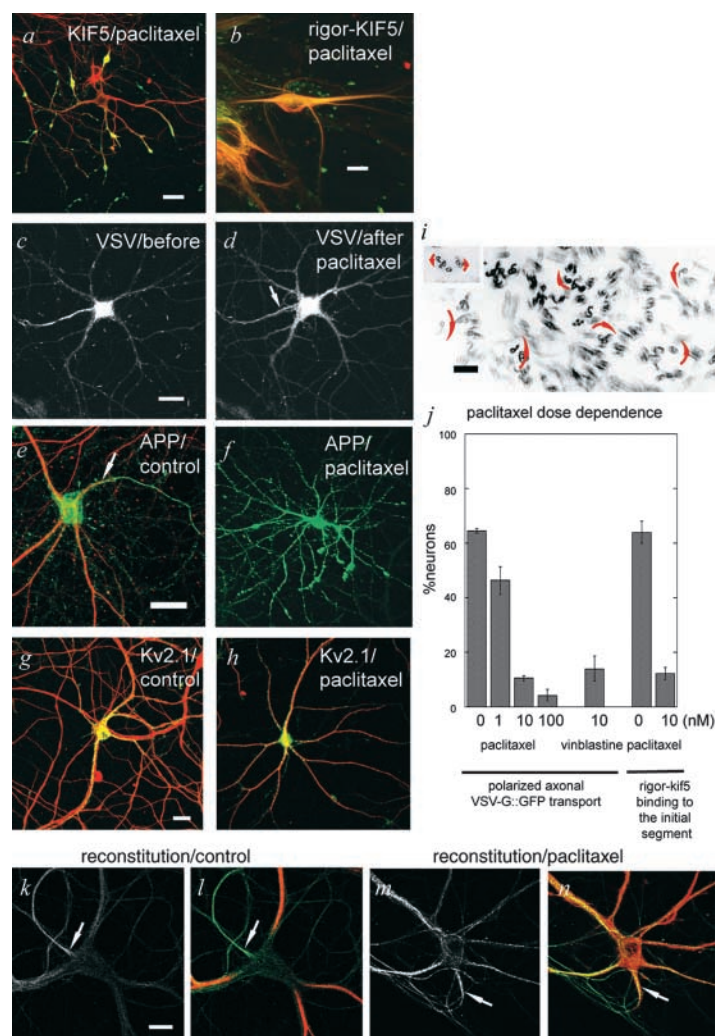 a KIF5/paclitaxel
b rigor-KIF5/
paclitaxel
c VSV/before
d VSV/after
paclitaxel
i
e APP/
control
f APP/
paclitaxel
g Kv2.1/
control
h Kv2.1/
paclitaxel
j paclitaxel dose dependence
%neurons
100
80
60
40
20
0
0 1 10 100 10 0 10 (nM)
paclitaxel vinblastine paclitaxel
polarized axonal
VSV-G::GFP transport
rigor-kif5
binding to
the initial
segment
reconstitution/control
reconstitution/paclitaxel
k
l
m
n